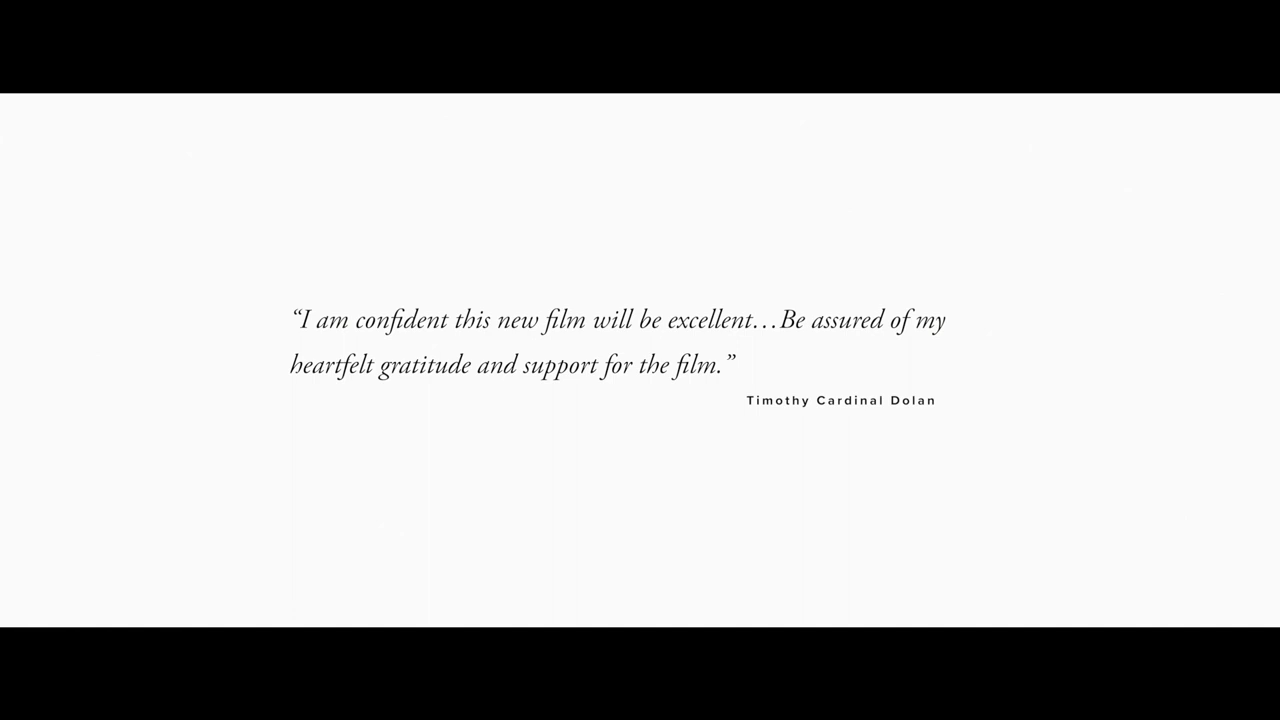 “I am confident this new film will be excellent…Be assured of my
heartfelt gratitude and support for the film.”
Timothy Cardinal Dolan